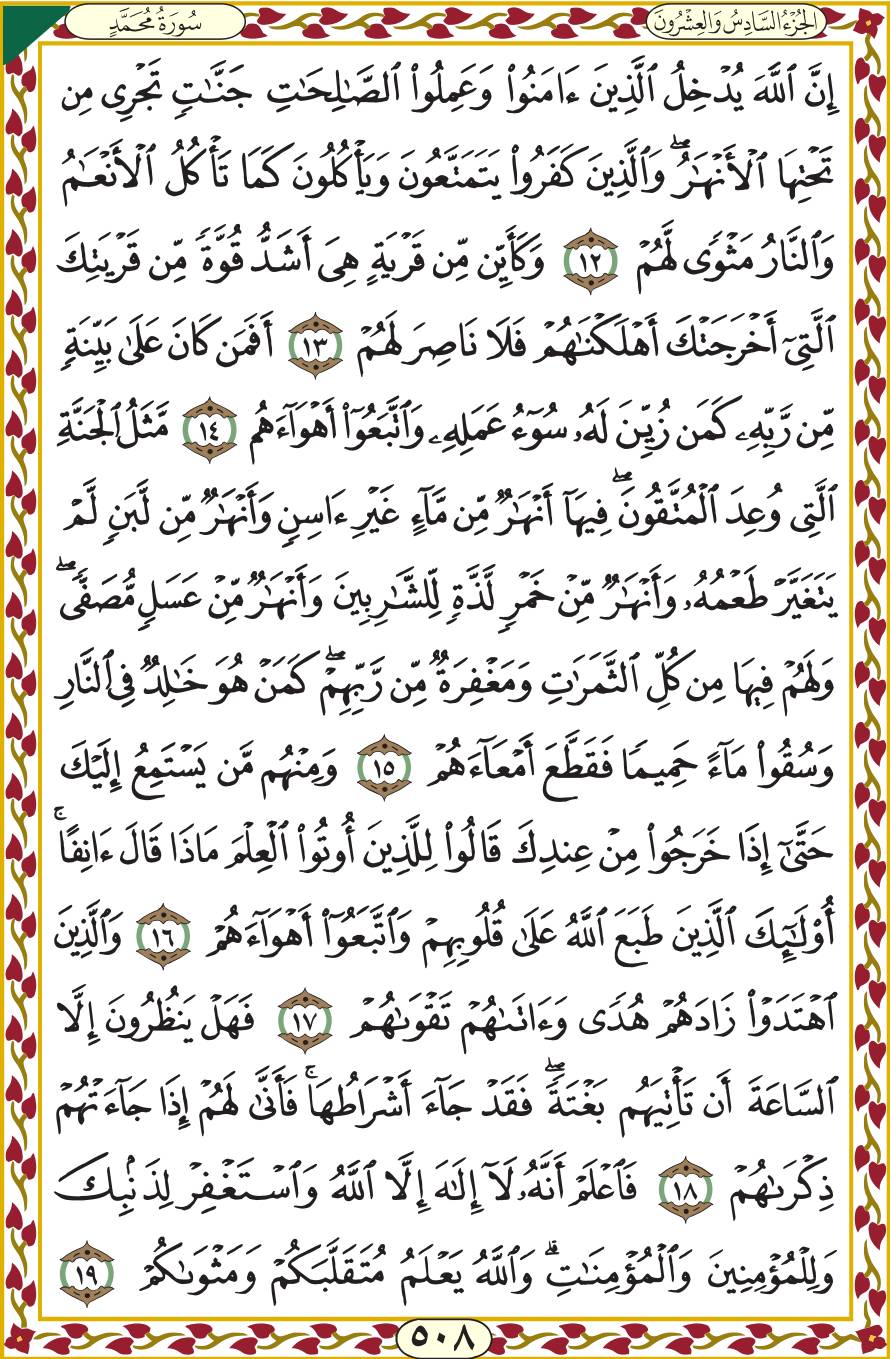 الجُزْءُ السَّادِسُ وَالعِشْرُونَ
سُورَةُ مُحَمَّدٍ
إِنَّ ٱللَّهَ يُدۡخِلُ ٱلَّذِينَ ءَامَنُواْ وَعَمِلُواْ ٱلصَّٰلِحَٰتِ جَنَّٰتٖ تَجۡرِي مِن
تَحۡتِهَا ٱلۡأَنۡهَٰرُۖ وَٱلَّذِينَ كَفَرُواْ يَتَمَتَّعُونَ وَيَأۡكُلُونَ كَمَا تَأۡكُلُ ٱلۡأَنۡعَٰمُ
وَٱلنَّارُ مَثۡوٗى لَّهُمۡ ١٢ وَكَأَيِّن مِّن قَرۡيَةٍ هِيَ أَشَدُّ قُوَّةٗ مِّن قَرۡيَتِكَ
ٱلَّتِيٓ أَخۡرَجَتۡكَ أَهۡلَكۡنَٰهُمۡ فَلَا نَاصِرَ لَهُمۡ ١٣ أَفَمَن كَانَ عَلَىٰ بَيِّنَةٖ
مِّن رَّبِّهِۦ كَمَن زُيِّنَ لَهُۥ سُوٓءُ عَمَلِهِۦ وَٱتَّبَعُوٓاْ أَهۡوَآءَهُم ١٤ مَّثَلُ ٱلۡجَنَّةِ
ٱلَّتِي وُعِدَ ٱلۡمُتَّقُونَۖ فِيهَآ أَنۡهَٰرٞ مِّن مَّآءٍ غَيۡرِ ءَاسِنٖ وَأَنۡهَٰرٞ مِّن لَّبَنٖ لَّمۡ
يَتَغَيَّرۡ طَعۡمُهُۥ وَأَنۡهَٰرٞ مِّنۡ خَمۡرٖ لَّذَّةٖ لِّلشَّٰرِبِينَ وَأَنۡهَٰرٞ مِّنۡ عَسَلٖ مُّصَفّٗىۖ
وَلَهُمۡ فِيهَا مِن كُلِّ ٱلثَّمَرَٰتِ وَمَغۡفِرَةٞ مِّن رَّبِّهِمۡۖ كَمَنۡ هُوَ خَٰلِدٞ فِي ٱلنَّارِ
وَسُقُواْ مَآءً حَمِيمٗا فَقَطَّعَ أَمۡعَآءَهُمۡ ١٥ وَمِنۡهُم مَّن يَسۡتَمِعُ إِلَيۡكَ
حَتَّىٰٓ إِذَا خَرَجُواْ مِنۡ عِندِكَ قَالُواْ لِلَّذِينَ أُوتُواْ ٱلۡعِلۡمَ مَاذَا قَالَ ءَانِفًاۚ
أُوْلَٰٓئِكَ ٱلَّذِينَ طَبَعَ ٱللَّهُ عَلَىٰ قُلُوبِهِمۡ وَٱتَّبَعُوٓاْ أَهۡوَآءَهُمۡ ١٦ وَٱلَّذِينَ
ٱهۡتَدَوۡاْ زَادَهُمۡ هُدٗى وَءَاتَىٰهُمۡ تَقۡوَىٰهُمۡ ١٧ فَهَلۡ يَنظُرُونَ إِلَّا
ٱلسَّاعَةَ أَن تَأۡتِيَهُم بَغۡتَةٗۖ فَقَدۡ جَآءَ أَشۡرَاطُهَاۚ فَأَنَّىٰ لَهُمۡ إِذَا جَآءَتۡهُمۡ
ذِكۡرَىٰهُمۡ ١٨ فَٱعۡلَمۡ أَنَّهُۥ لَآ إِلَٰهَ إِلَّا ٱللَّهُ وَٱسۡتَغۡفِرۡ لِذَنۢبِكَ
وَلِلۡمُؤۡمِنِينَ وَٱلۡمُؤۡمِنَٰتِۗ وَٱللَّهُ يَعۡلَمُ مُتَقَلَّبَكُمۡ وَمَثۡوَىٰكُمۡ ١٩
٥٠٨